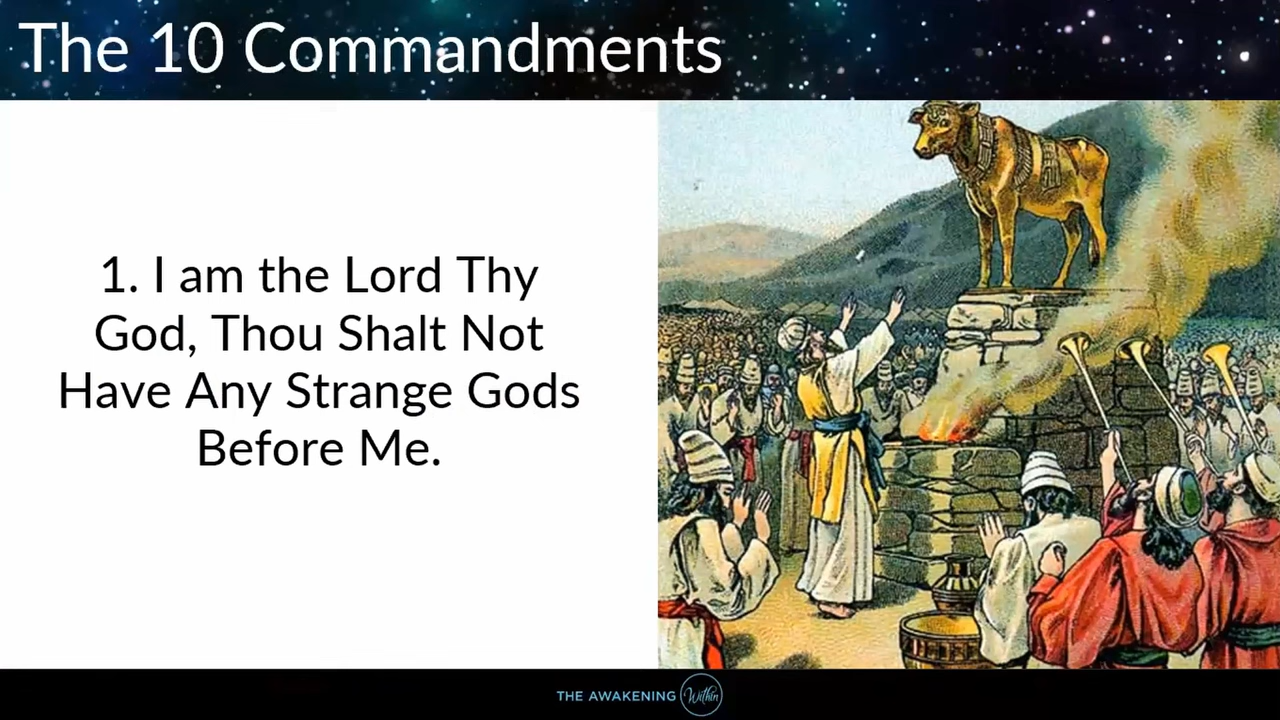 The 10 Commandments
1. I am the Lord Thy
God, Thou Shalt Not
Have Any Strange Gods
Before Me.
THE AWAKENING Within